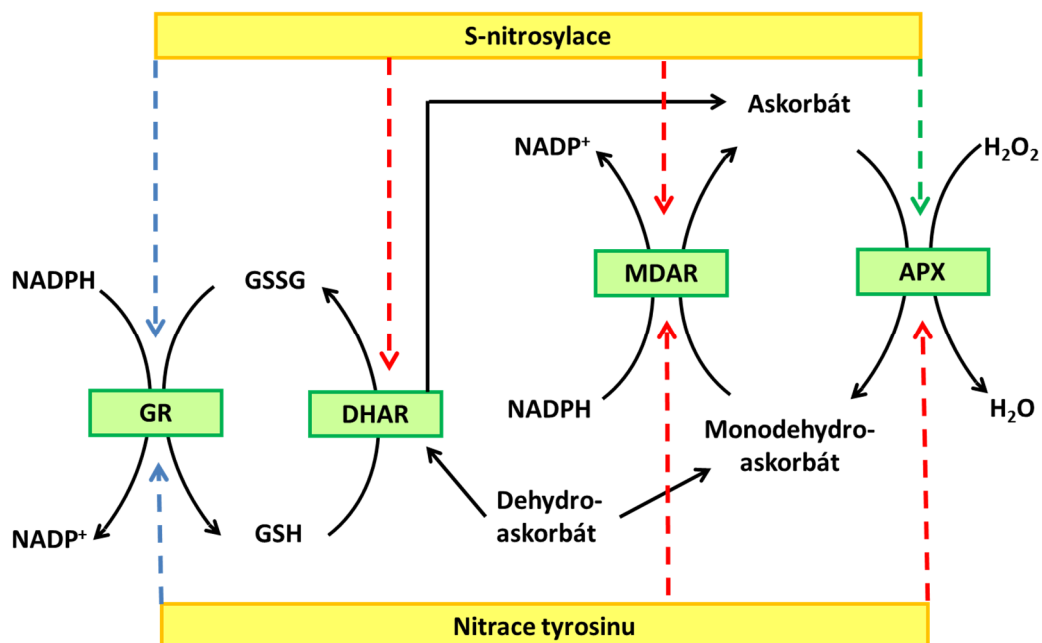 S-nitrosylace
Askorbát
NADP⁺
H₂O₂
MDAR
APX
NADPH
GSSG
NADPH
H₂O
GR
DHAR
Monodehydro-
askorbát
Dehydro-
askorbát
NADP⁺
GSH
Nitrace tyrosinu